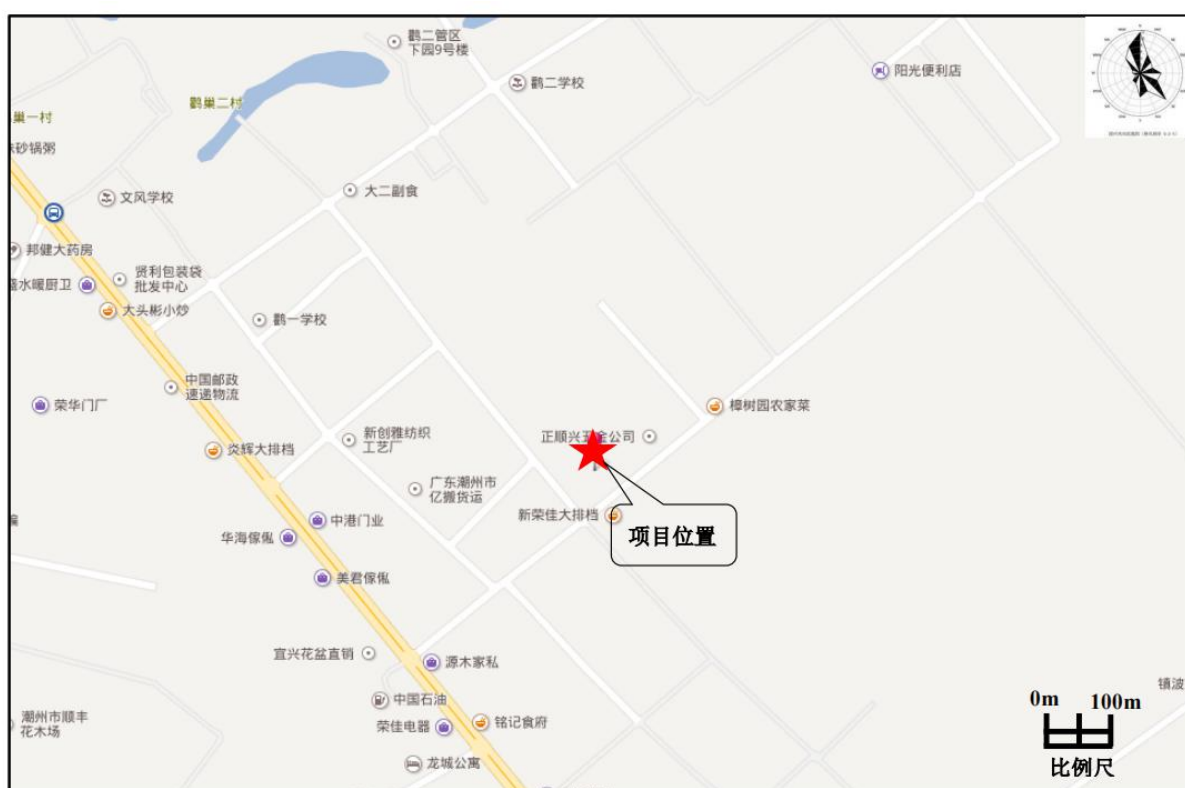 鹳二管区
下园9号楼
鹳二学校
阳光便利店
鹳巢二村
巢一村
砂锅粥
文风学校
大二副食
邦健大药房
贤利包装袋
批发中心
水暖厨卫
大头彬小炒
鹳一学校
中国邮政
速递物流
荣华门厂
樟树园农家菜
新创雅纺织
工艺厂
正顺兴五金公司
炎辉大排档
广东潮州市
亿搬货运
新荣佳大排档
中港门业
项目位置
华海傢俬
美君傢俬
宜兴花盆直销
源木家私
镇波
中国石油
0m 100m
潮州市顺丰
花木场
荣佳电器
铭记食府
龙城公寓
比例尺